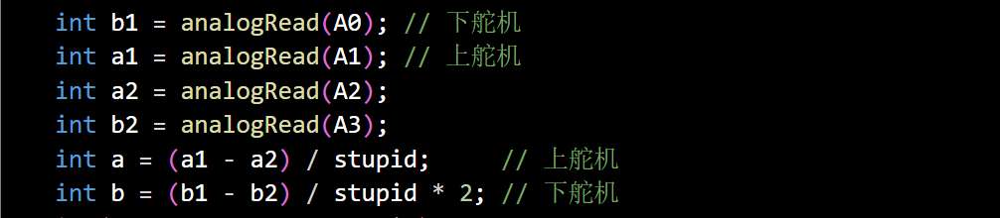 int b1 = analogRead(A0); // 下舵机
int a1 = analogRead(A1); // 上舵机
int a2 = analogRead(A2);
int b2 = analogRead(A3);
int a = (a1 - a2) / stupid;     // 上舵机
int b = (b1 - b2) / stupid * 2; // 下舵机